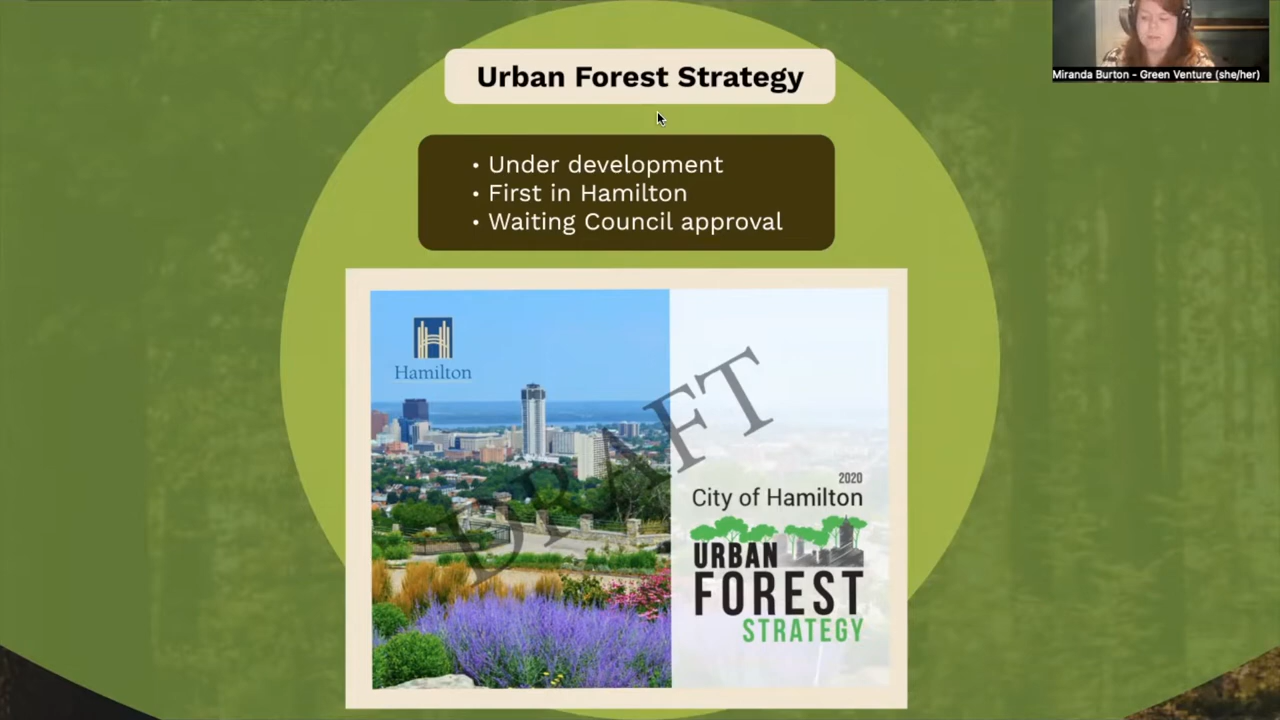 Miranda Burton - Green Venture (she/her)
Urban Forest Strategy
• Under development
• First in Hamilton
• Waiting Council approval
Hamilton
DRAFT
2020
City of Hamilton
URBAN
FOREST
STRATEGY